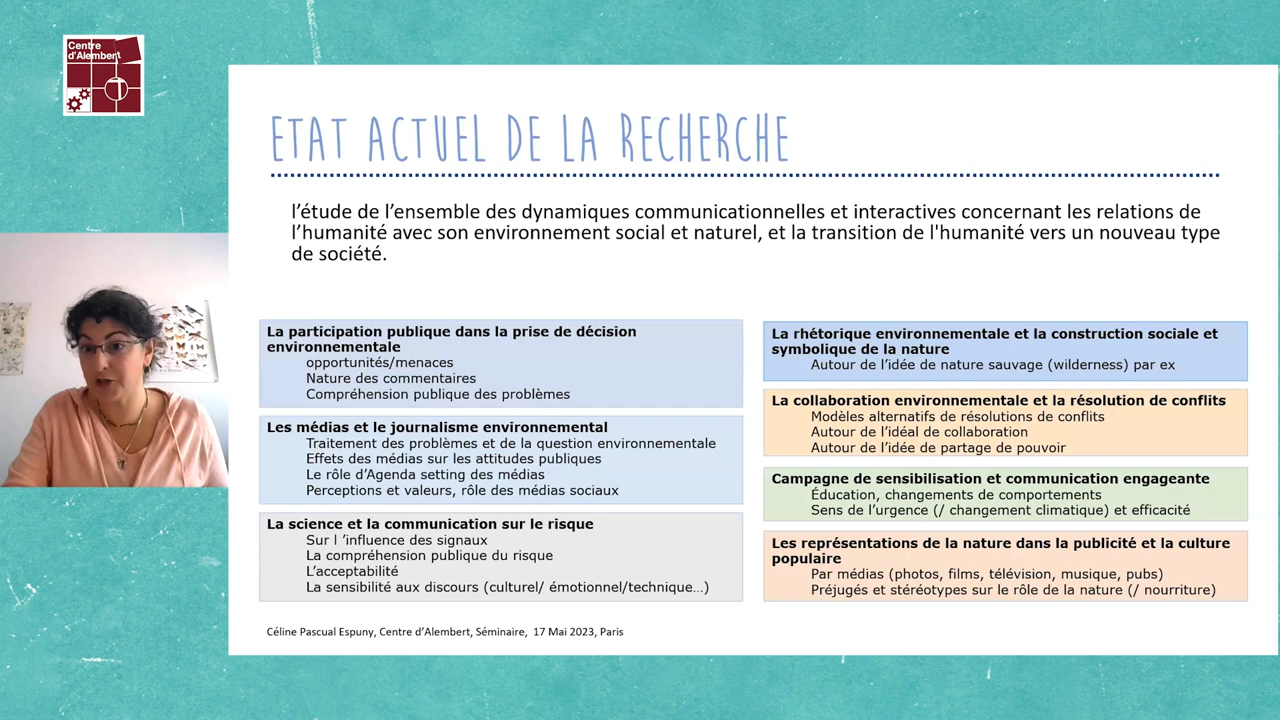 Centre
d'Alembert
ETAT ACTUEL DE LA RECHERCHE
l’étude de l’ensemble des dynamiques communicationnelles et interactives concernant les relations de
l’humanité avec son environnement social et naturel, et la transition de l'humanité vers un nouveau type
de société.
La participation publique dans la prise de décision
environnementale
opportunités/menaces
Nature des commentaires
Compréhension publique des problèmes
Les médias et le journalisme environnemental
Traitement des problèmes et de la question environnementale
Effets des médias sur les attitudes publiques
Le rôle d’Agenda setting des médias
Perceptions et valeurs, rôle des médias sociaux
La science et la communication sur le risque
Sur l ’influence des signaux
La compréhension publique du risque
L’acceptabilité
La sensibilité aux discours (culturel/ émotionnel/technique…)
La rhétorique environnementale et la construction sociale et
symbolique de la nature
Autour de l’idée de nature sauvage (wilderness) par ex
La collaboration environnementale et la résolution de conflits
Modèles alternatifs de résolutions de conflits
Autour de l’idéal de collaboration
Autour de l’idée de partage de pouvoir
Campagne de sensibilisation et communication engageante
Éducation, changements de comportements
Sens de l’urgence (/ changement climatique) et efficacité
Les représentations de la nature dans la publicité et la culture
populaire
Par médias (photos, films, télévision, musique, pubs)
Préjugés et stéréotypes sur le rôle de la nature (/ nourriture)
Céline Pascual Espuny, Centre d’Alembert, Séminaire,  17 Mai 2023, Paris